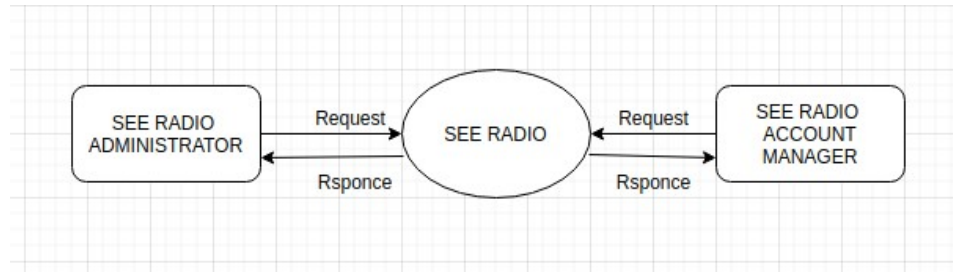 SEE RADIO
ADMINISTRATOR
Request
Rsponce
SEE RADIO
Request
Rsponce
SEE RADIO
ACCOUNT
MANAGER